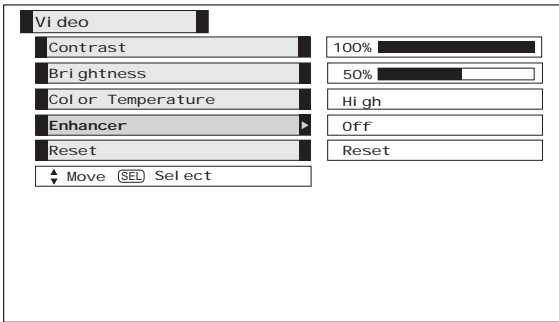 Video
Contrast 100%
Brightness 50%
Color Temperature High
Enhancer Off
Reset Reset
Move SEL Select